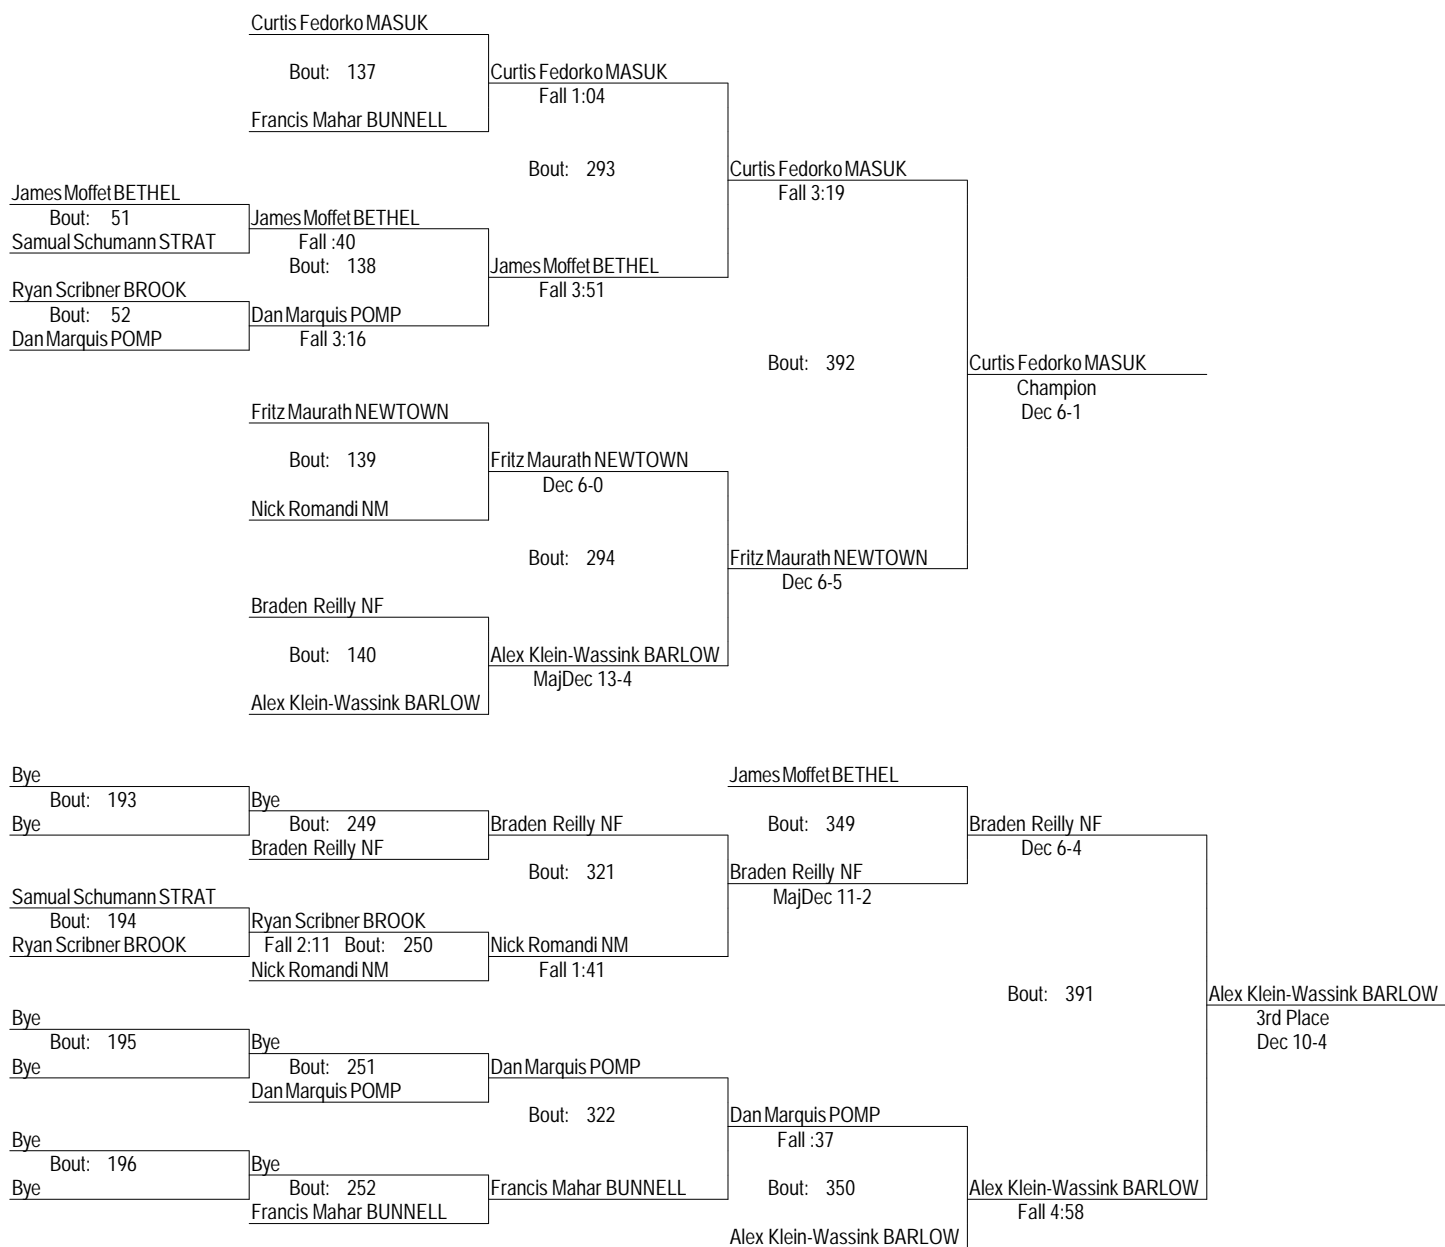 Curtis Fedorko MASUK
Bout: 137
Curtis Fedorko MASUK
Fall 1:04
Francis Mahar BUNNELL
Bout: 293
Curtis Fedorko MASUK
Fall 3:19
James Moffet BETHEL
Bout: 51
James Moffet BETHEL
Samual Schumann STRAT
Fall :40
Bout: 138
James Moffet BETHEL
Fall 3:51
Ryan Scribner BROOK
Bout: 52
Dan Marquis POMP
Dan Marquis POMP
Fall 3:16
Bout: 392
Curtis Fedorko MASUK
Champion
Dec 6-1
Fritz Maurath NEWTOWN
Bout: 139
Fritz Maurath NEWTOWN
Dec 6-0
Nick Romandi NM
Bout: 294
Fritz Maurath NEWTOWN
Dec 6-5
Braden Reilly NF
Bout: 140
Alex Klein-Wassink BARLOW
MajDec 13-4
Alex Klein-Wassink BARLOW
Bye
James Moffet BETHEL
Bout: 193
Bye
Bye
Bout: 249
Braden Reilly NF
Bout: 349
Braden Reilly NF
Braden Reilly NF
Dec 6-4
Bout: 321
Braden Reilly NF
MajDec 11-2
Samual Schumann STRAT
Bout: 194
Ryan Scribner BROOK
Ryan Scribner BROOK
Fall 2:11 Bout: 250
Nick Romandi NM
Nick Romandi NM
Fall 1:41
Bout: 391
Alex Klein-Wassink BARLOW
3rd Place
Dec 10-4
Bye
Bout: 195
Bye
Bye
Bout: 251
Dan Marquis POMP
Dan Marquis POMP
Bout: 322
Dan Marquis POMP
Fall :37
Bye
Bout: 196
Bye
Bye
Bout: 252
Francis Mahar BUNNELL
Bout: 350
Alex Klein-Wassink BARLOW
Francis Mahar BUNNELL
Fall 4:58
Alex Klein-Wassink BARLOW